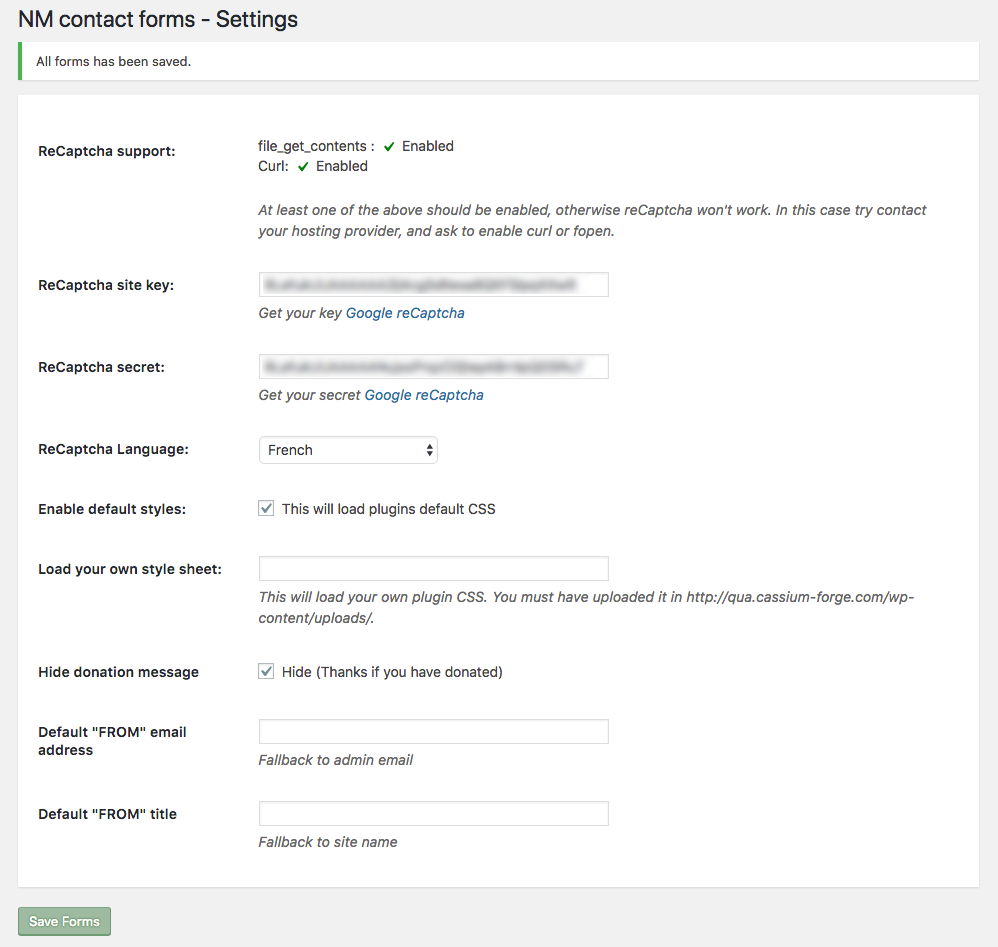 NM contact forms - Settings
All forms has been saved.
ReCaptcha support:
file_get_contents : ✔ Enabled
Curl: ✔ Enabled
At least one of the above should be enabled, otherwise reCaptcha won't work. In this case try contact
your hosting provider, and ask to enable curl or fopen.
ReCaptcha site key:
Get your key Google reCaptcha
ReCaptcha secret:
Get your secret Google reCaptcha
ReCaptcha Language:
French
Enable default styles:
This will load plugins default CSS
Load your own style sheet:
This will load your own plugin CSS. You must have uploaded it in http://qua.cassium-forge.com/wp-
content/uploads/.
Hide donation message
Hide (Thanks if you have donated)
Default "FROM" email
address
Fallback to admin email
Default "FROM" title
Fallback to site name
Save Forms